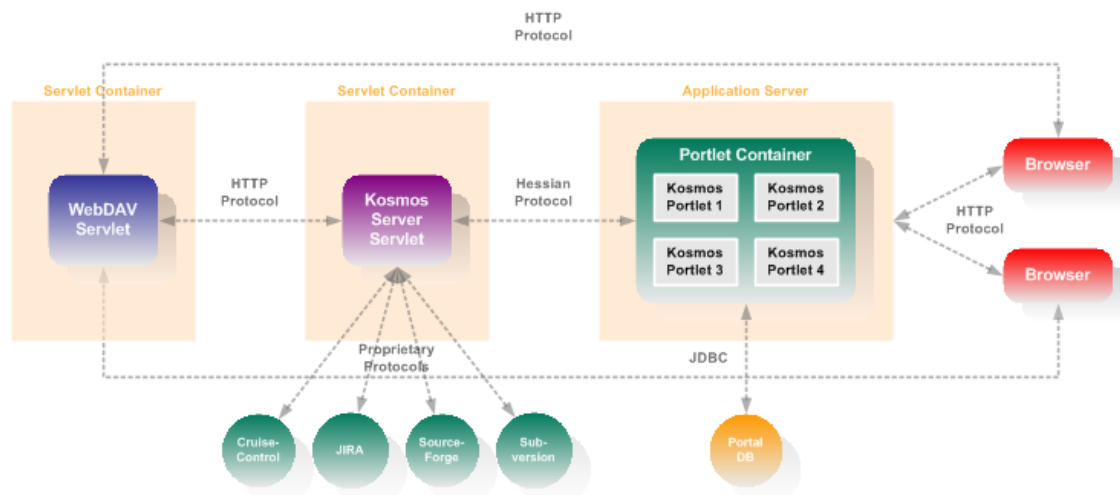 HTTP
Protocol
Servlet Container
Servlet Container
Application Server
Portlet Container
Browser
HTTP
Protocol
Hessian
Protocol
Kosmos
Portlet 1
Kosmos
Portlet 2
WebDAV
Servlet
Kosmos
Server
Servlet
HTTP
Protocol
Kosmos
Portlet 3
Kosmos
Portlet 4
Browser
Proprietary
Protocols
JDBC
Cruise-
Control
JIRA
Source-
Forge
Sub-
version
Portal
DB